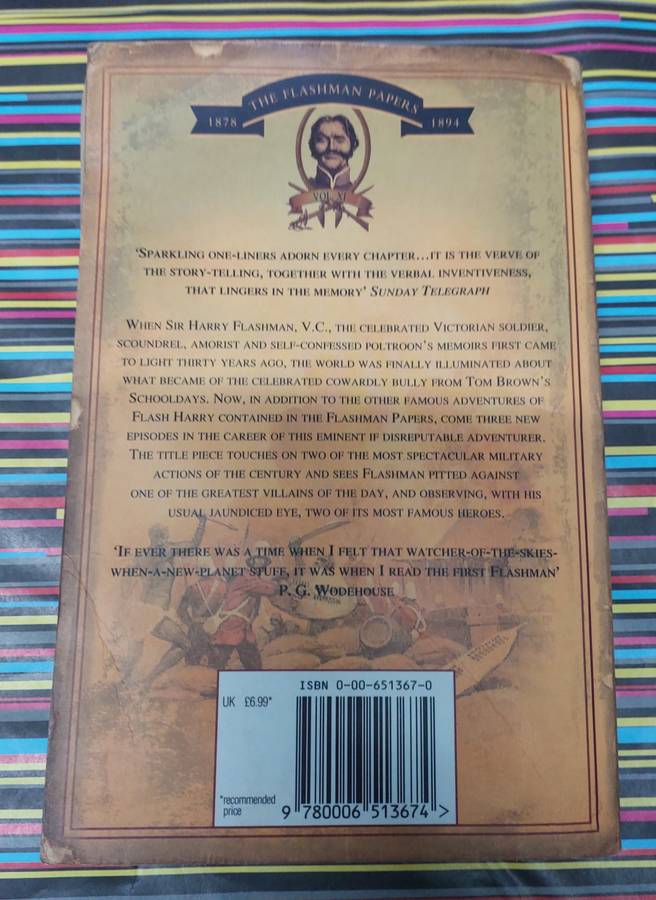 THE FLASHMAN PAPERS
1878 1894
VOL XI
'SPARKLING ONE-LINERS ADORN EVERY CHAPTER...IT IS THE VERVE OF
THE STORY-TELLING, TOGETHER WITH THE VERBAL INVENTIVENESS,
THAT LINGERS IN THE MEMORY' SUNDAY TELEGRAPH
WHEN SIR HARRY FLASHMAN, V.C., THE CELEBRATED VICTORIAN SOLDIER,
SCOUNDREL, AMORIST AND SELF-CONFESSED POLTROON'S MEMOIRS FIRST CAME
TO LIGHT THIRTY YEARS AGO, THE WORLD WAS FINALLY ILLUMINATED ABOUT
WHAT BECAME OF THE CELEBRATED COWARDLY BULLY FROM TOM BROWN'S
SCHOOLDAYS. NOW, IN ADDITION TO THE OTHER FAMOUS ADVENTURES OF
FLASH HARRY CONTAINED IN THE FLASHMAN PAPERS, COME THREE NEW
EPISODES IN THE CAREER OF THIS EMINENT IF DISREPUTABLE ADVENTURER.
THE TITLE PIECE TOUCHES ON TWO OF THE MOST SPECTACULAR MILITARY
ACTIONS OF THE CENTURY AND SEES FLASHMAN PITTED AGAINST
ONE OF THE GREATEST VILLAINS OF THE DAY, AND OBSERVING, WITH HIS
USUAL JAUNDICED EYE, TWO OF ITS MOST FAMOUS HEROES.
'IF EVER THERE WAS A TIME WHEN I FELT THAT WATCHER-OF-THE-SKIES-
WHEN-A-NEW-PLANET STUFF, IT WAS WHEN I READ THE FIRST FLASHMAN'
P. G. WODEHOUSE
ISBN 0-00-651367-0
UK £6.99*
*recommended
price
9 780006 513674 >